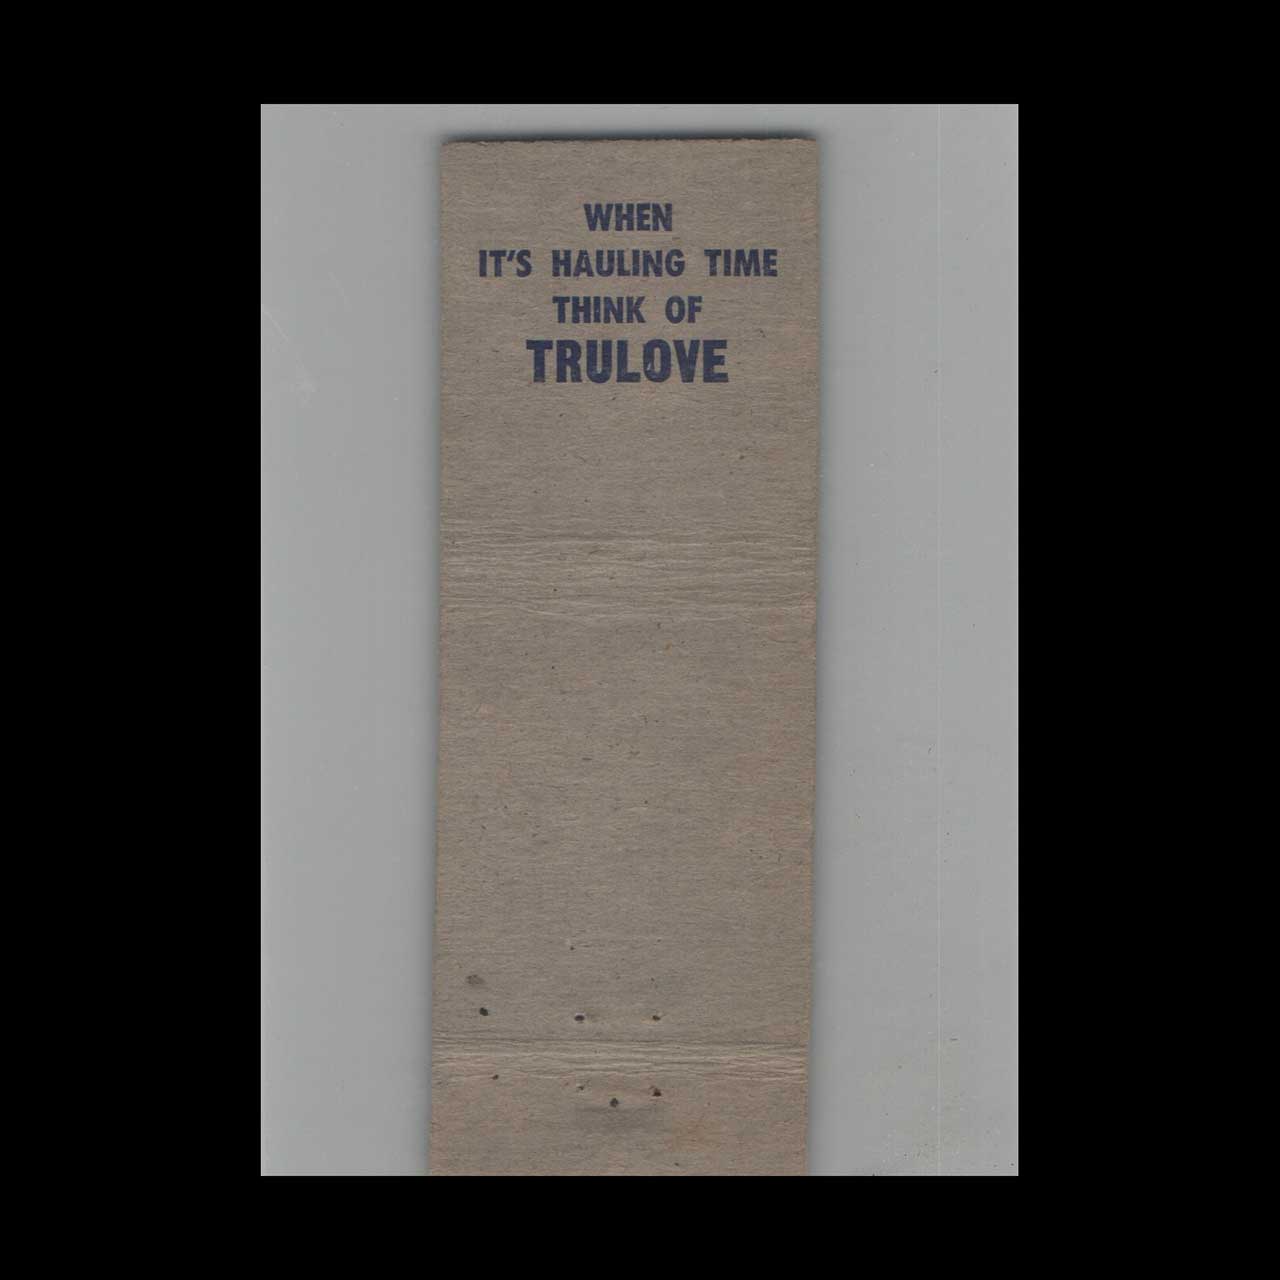 WHEN
IT'S HAULING TIME
THINK OF
TRULOVE